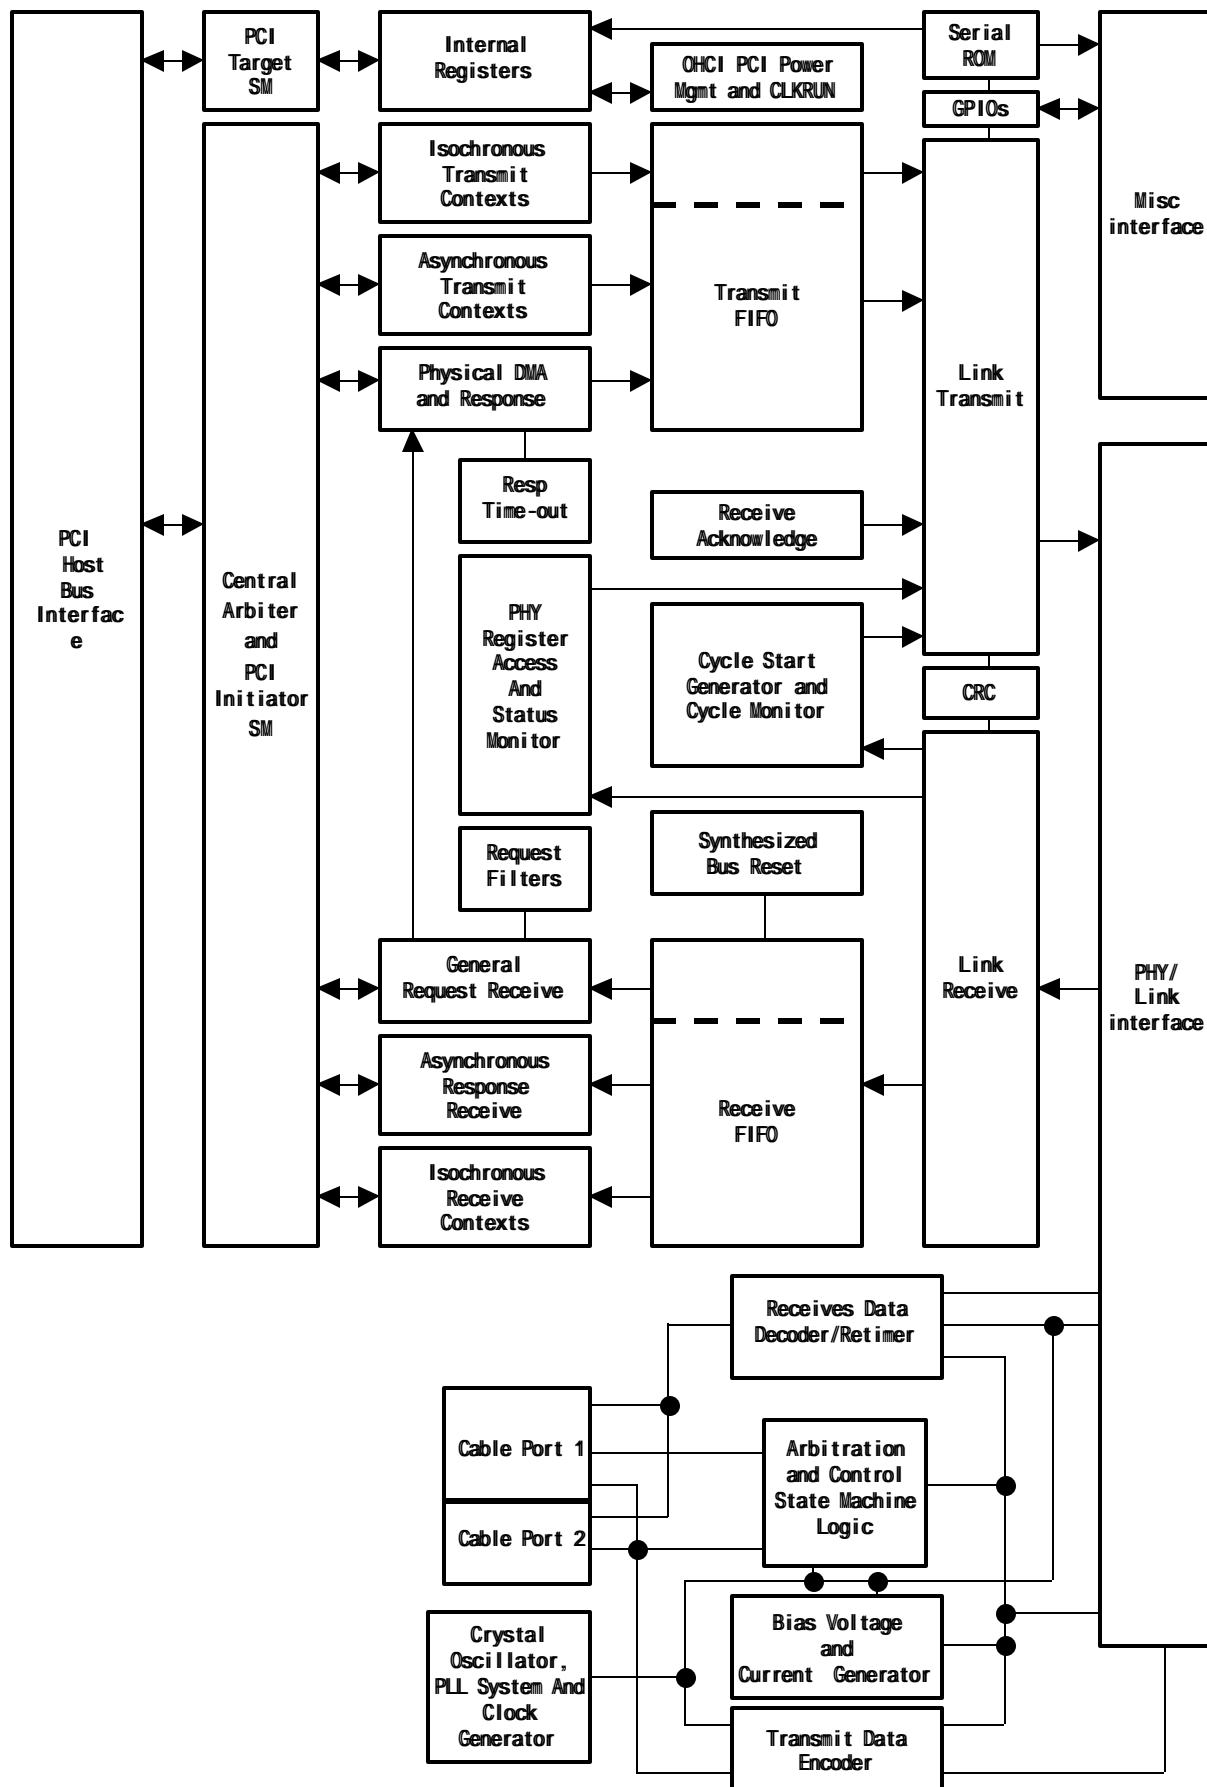 PCI
Target
SM
Internal
Registers
OHCI PCI Power
Mgmt and CLKRUN
Serial
ROM
GPIOs
Misc
interface
Isochronous
Transmit
Contexts
Asynchronous
Transmit
Contexts
Physical DMA
and Response
Transmit
FIFO
Link
Transmit
Resp
Time-out
Receive
Acknowledge
PCI
Host
Bus
Interfac
e
Central
Arbiter
and
PCI
Initiator
SM
PHY
Register
Access
And
Status
Monitor
Cycle Start
Generator and
Cycle Monitor
CRC
Request
Filters
Synthesized
Bus Reset
General
Request Receive
Link
Receive
PHY/
Link
interface
Asynchronous
Response
Receive
Receive
FIFO
Isochronous
Receive
Contexts
Receives Data
Decoder/Retimer
Cable Port 1
Arbitration
and Control
State Machine
Logic
Cable Port 2
Crystal
Oscillator,
PLL System And
Clock
Generator
Bias Voltage
and
Current Generator
Transmit Data
Encoder